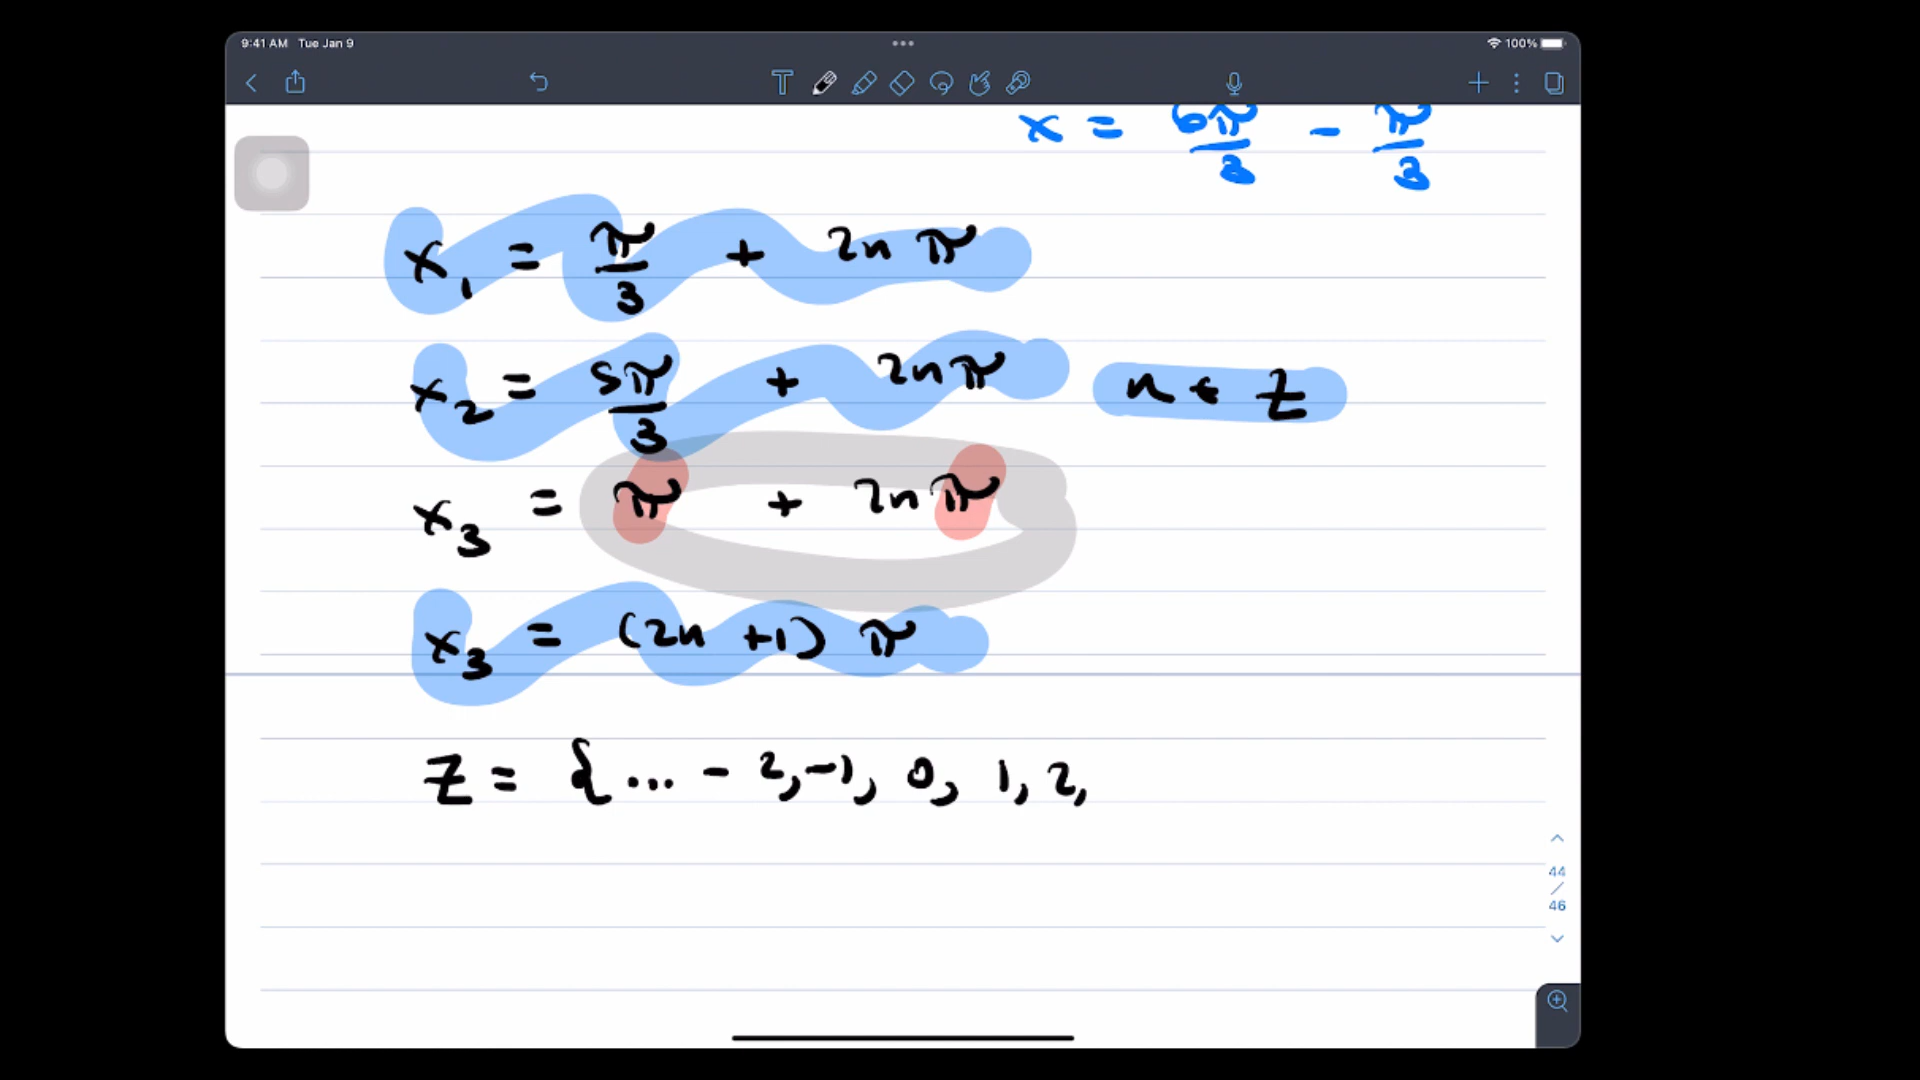 9:41 AM Tue Jan 9
100%
T
x = 6π/3 - π/3
x₁ = π/3 + 2nπ
x₂ = 5π/3 + 2nπ n ∈ Z
x₃ = π + 2nπ
x₃ = (2n +1) π
Z = {... - 2, -1, 0, 1, 2,
44
/
46